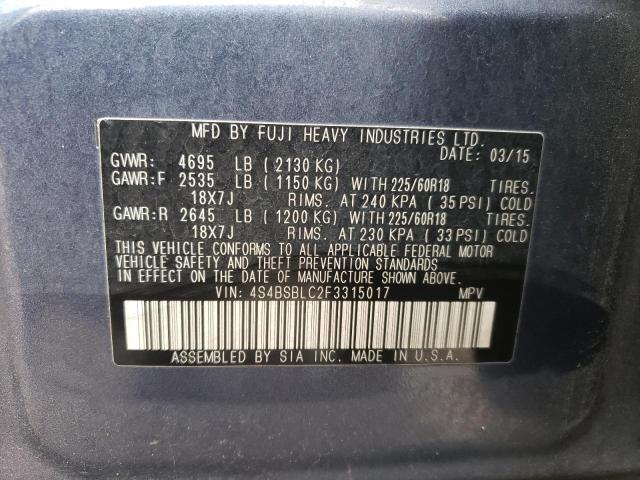 MFD BY FUJI HEAVY INDUSTRIES LTD.
DATE: 03/15
GVWR: 4695 LB (2130 KG)
GAWR:F 2535 LB (1150 KG) WITH 225/60R18 TIRES.
18X7J RIMS. AT 240 KPA (35 PSI) COLD
GAWR:R 2645 LB (1200 KG) WITH 225/60R18 TIRES.
18X7J RIMS. AT 230 KPA (33 PSI) COLD
THIS VEHICLE CONFORMS TO ALL APPLICABLE FEDERAL MOTOR
VEHICLE SAFETY AND THEFT PREVENTION STANDARDS
IN EFFECT ON THE DATE OF MANUFACTURE SHOWN ABOVE.
VIN: 4S4BSBLC2F3315017 MPV
ASSEMBLED BY SIA INC. MADE IN U.S.A.